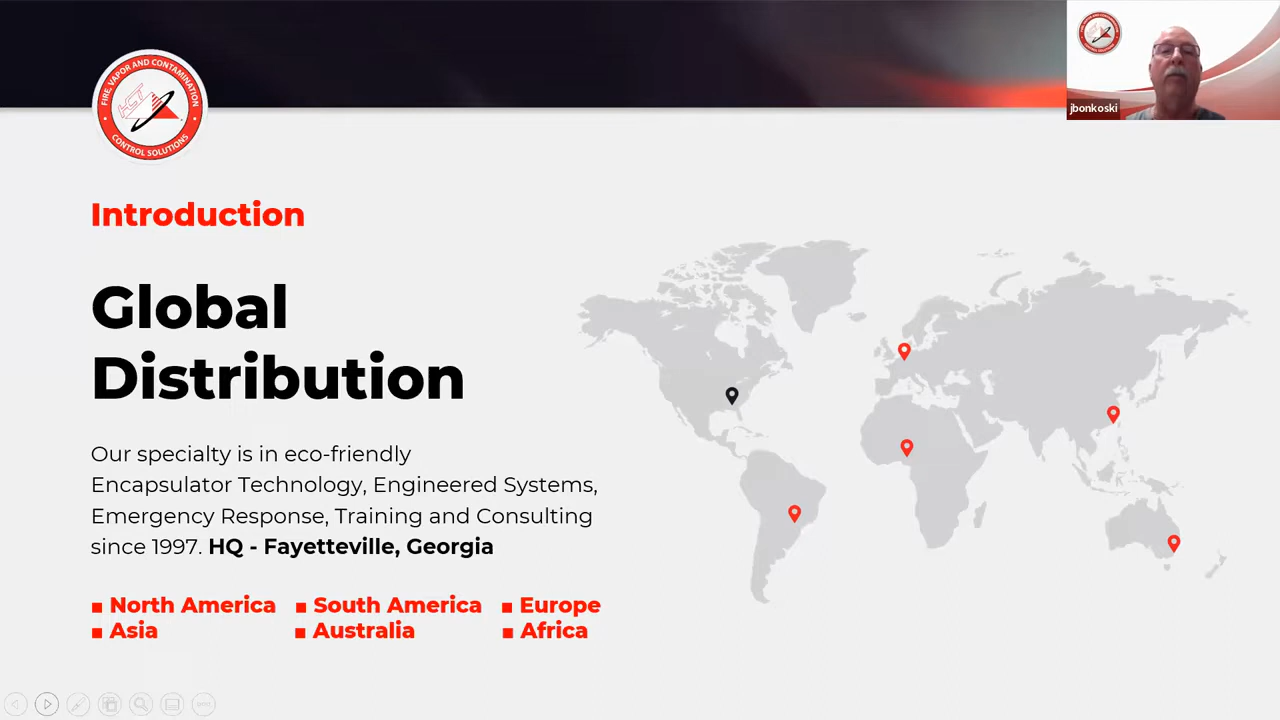 FIRE, VAPOR AND CONTAMINATION
HCT
CONTROL SOLUTIONS
jbonkoski
Introduction
Global
Distribution
Our specialty is in eco-friendly
Encapsulator Technology, Engineered Systems,
Emergency Response, Training and Consulting
since 1997. HQ - Fayetteville, Georgia
■ North America ■ South America ■ Europe
■ Asia ■ Australia ■ Africa